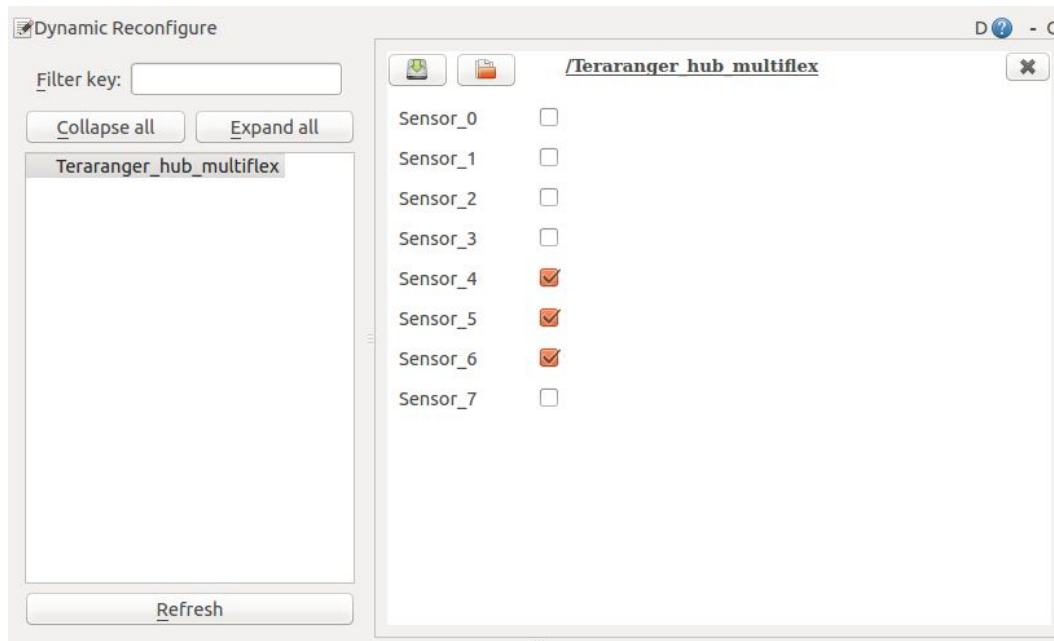 Dynamic Reconfigure
D ? - C
Filter key:
Collapse all Expand all
Teraranger_hub_multiflex
Refresh
/Teraranger_hub_multiflex
Sensor_0
Sensor_1
Sensor_2
Sensor_3
Sensor_4
Sensor_5
Sensor_6
Sensor_7